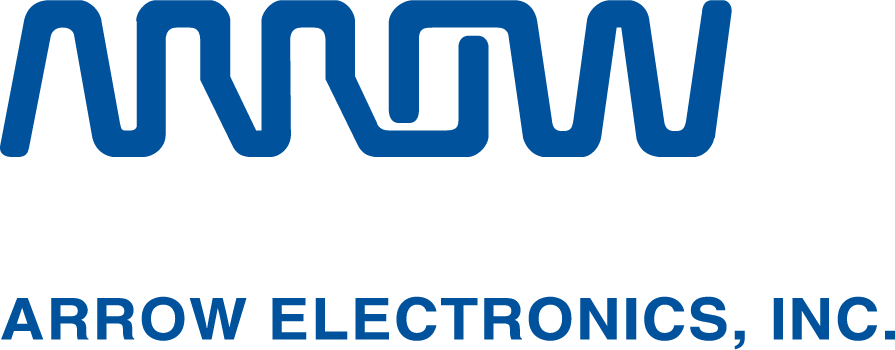 ARROW
ARROW ELECTRONICS, INC.